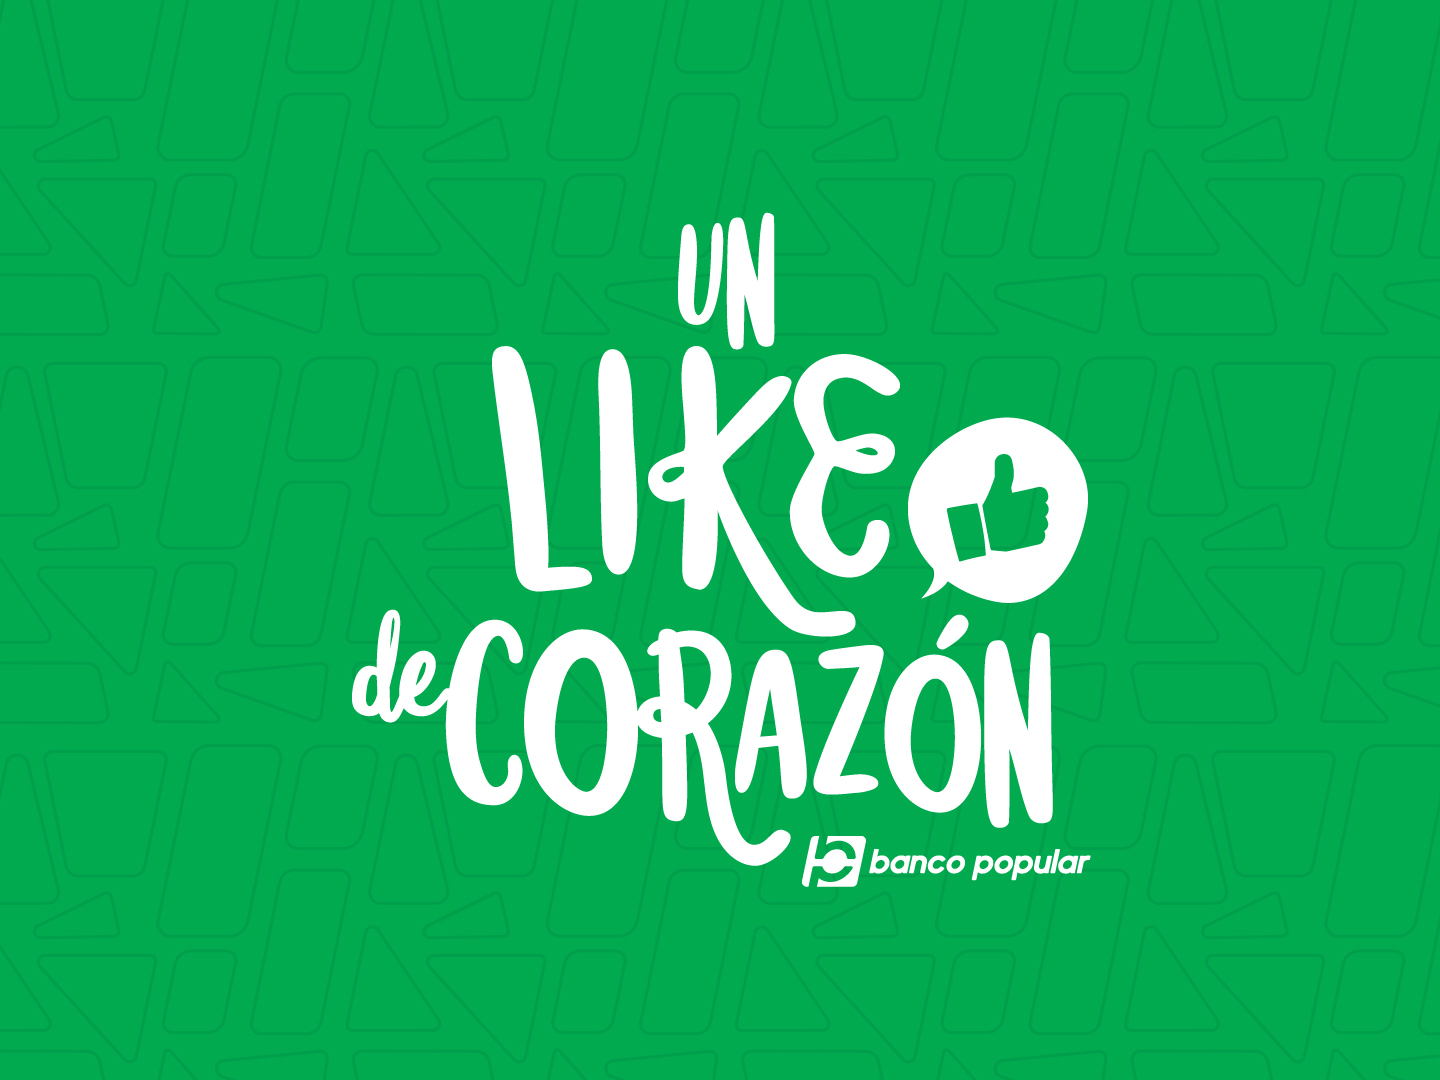 UN
LIKE
de CORAZÓN
banco popular